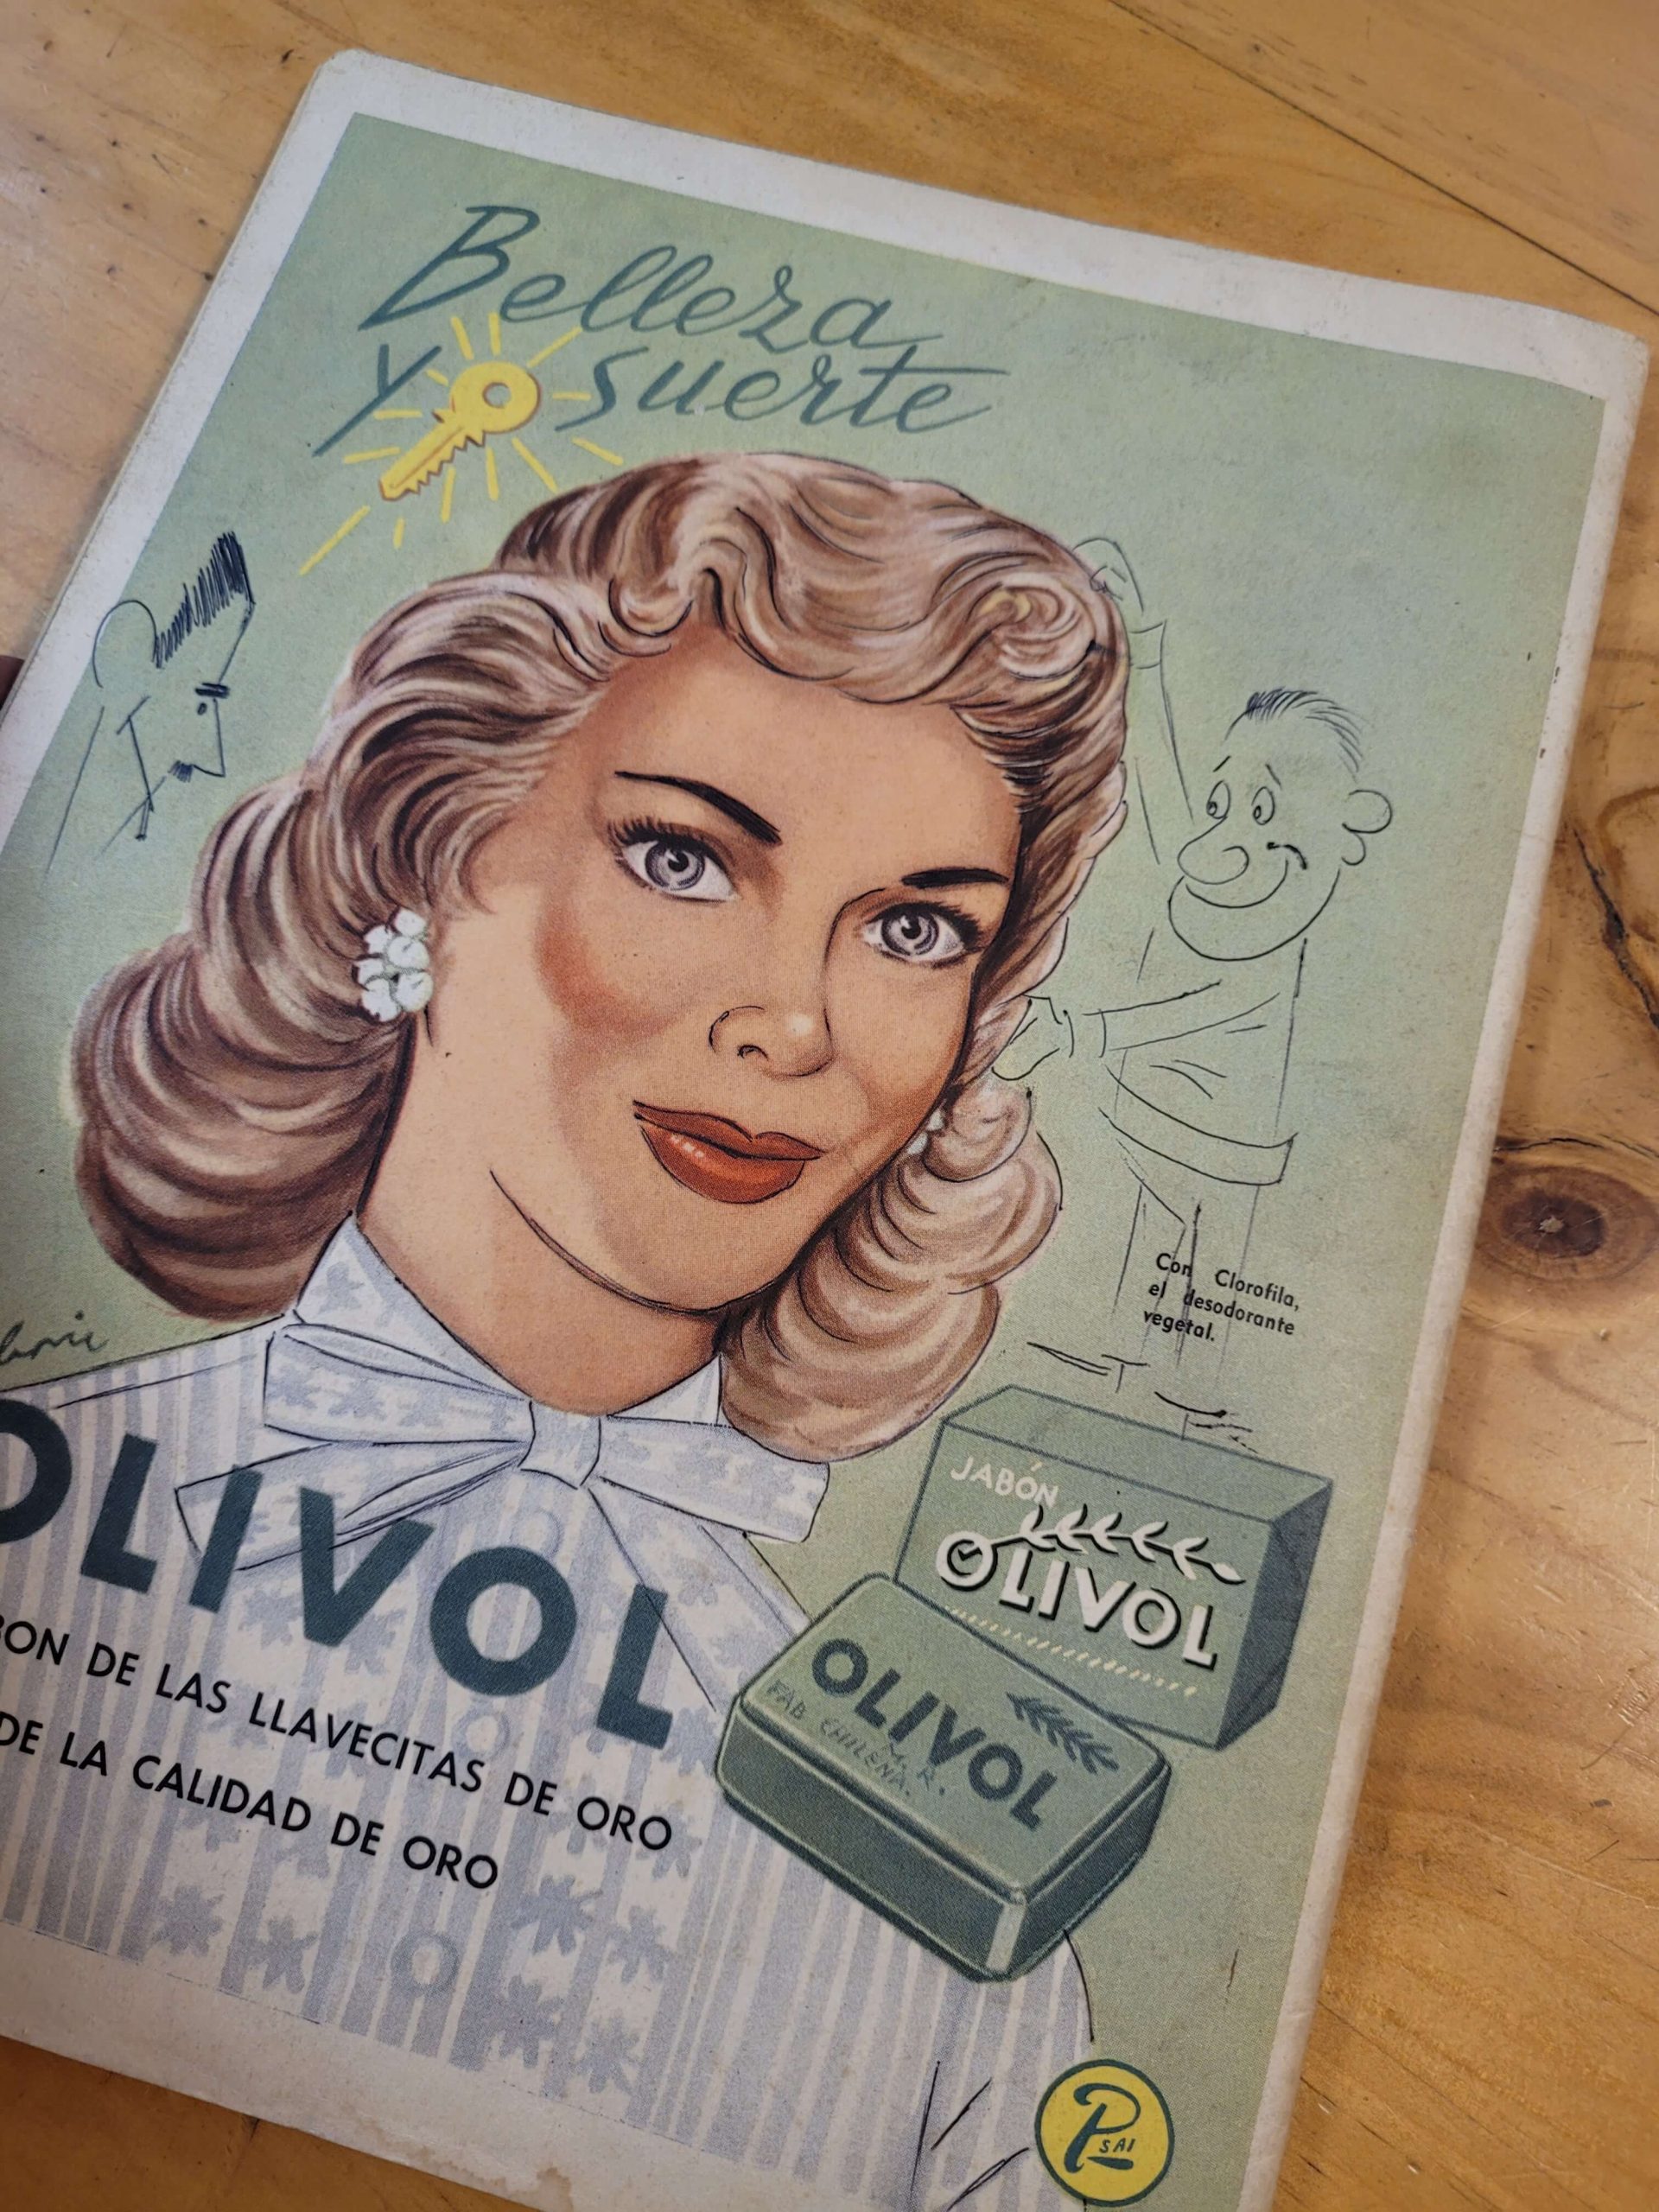 Belleza
y suerte
Con Clorofila,
el desodorante
vegetal.
OLIVOL
DE LAS LLAVECITAS DE ORO
DE LA CALIDAD DE ORO
JABÓN
OLIVOL
OLIVOL
M. R.
FAB. CHILENA.
P
SAI